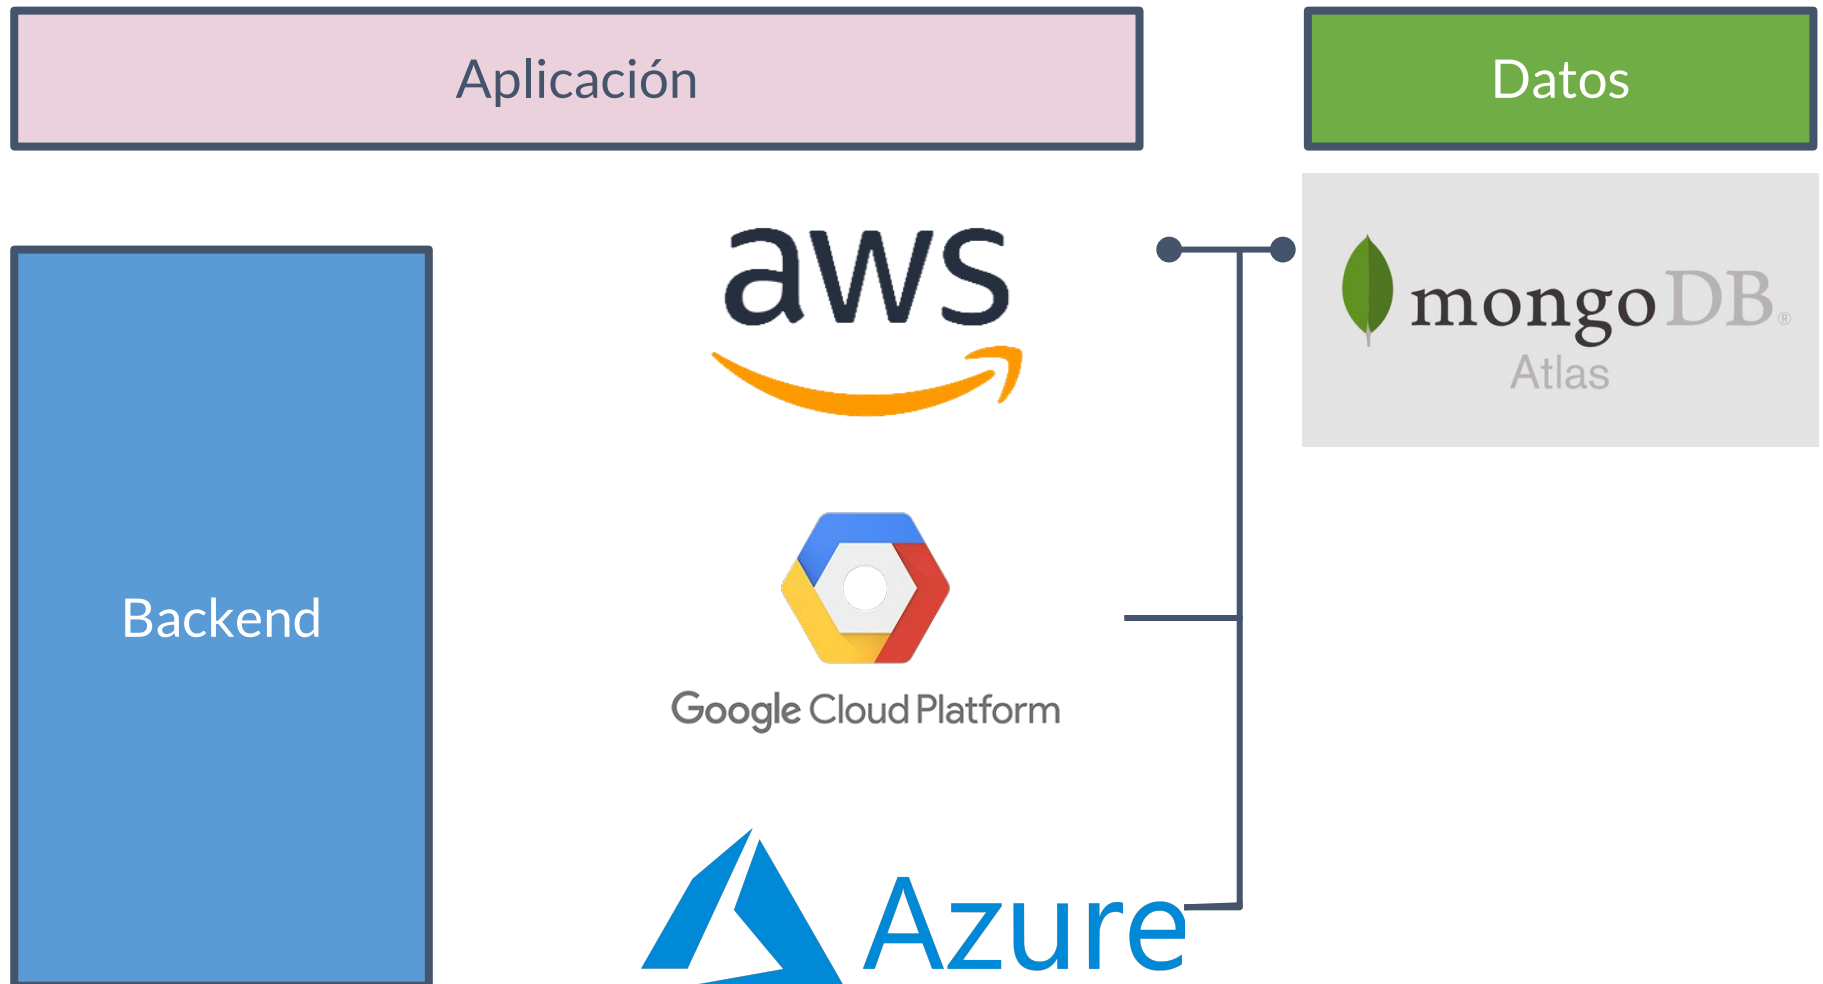 Aplicación
Datos
aws
mongoDB®
Atlas
Backend
Google Cloud Platform
Azure